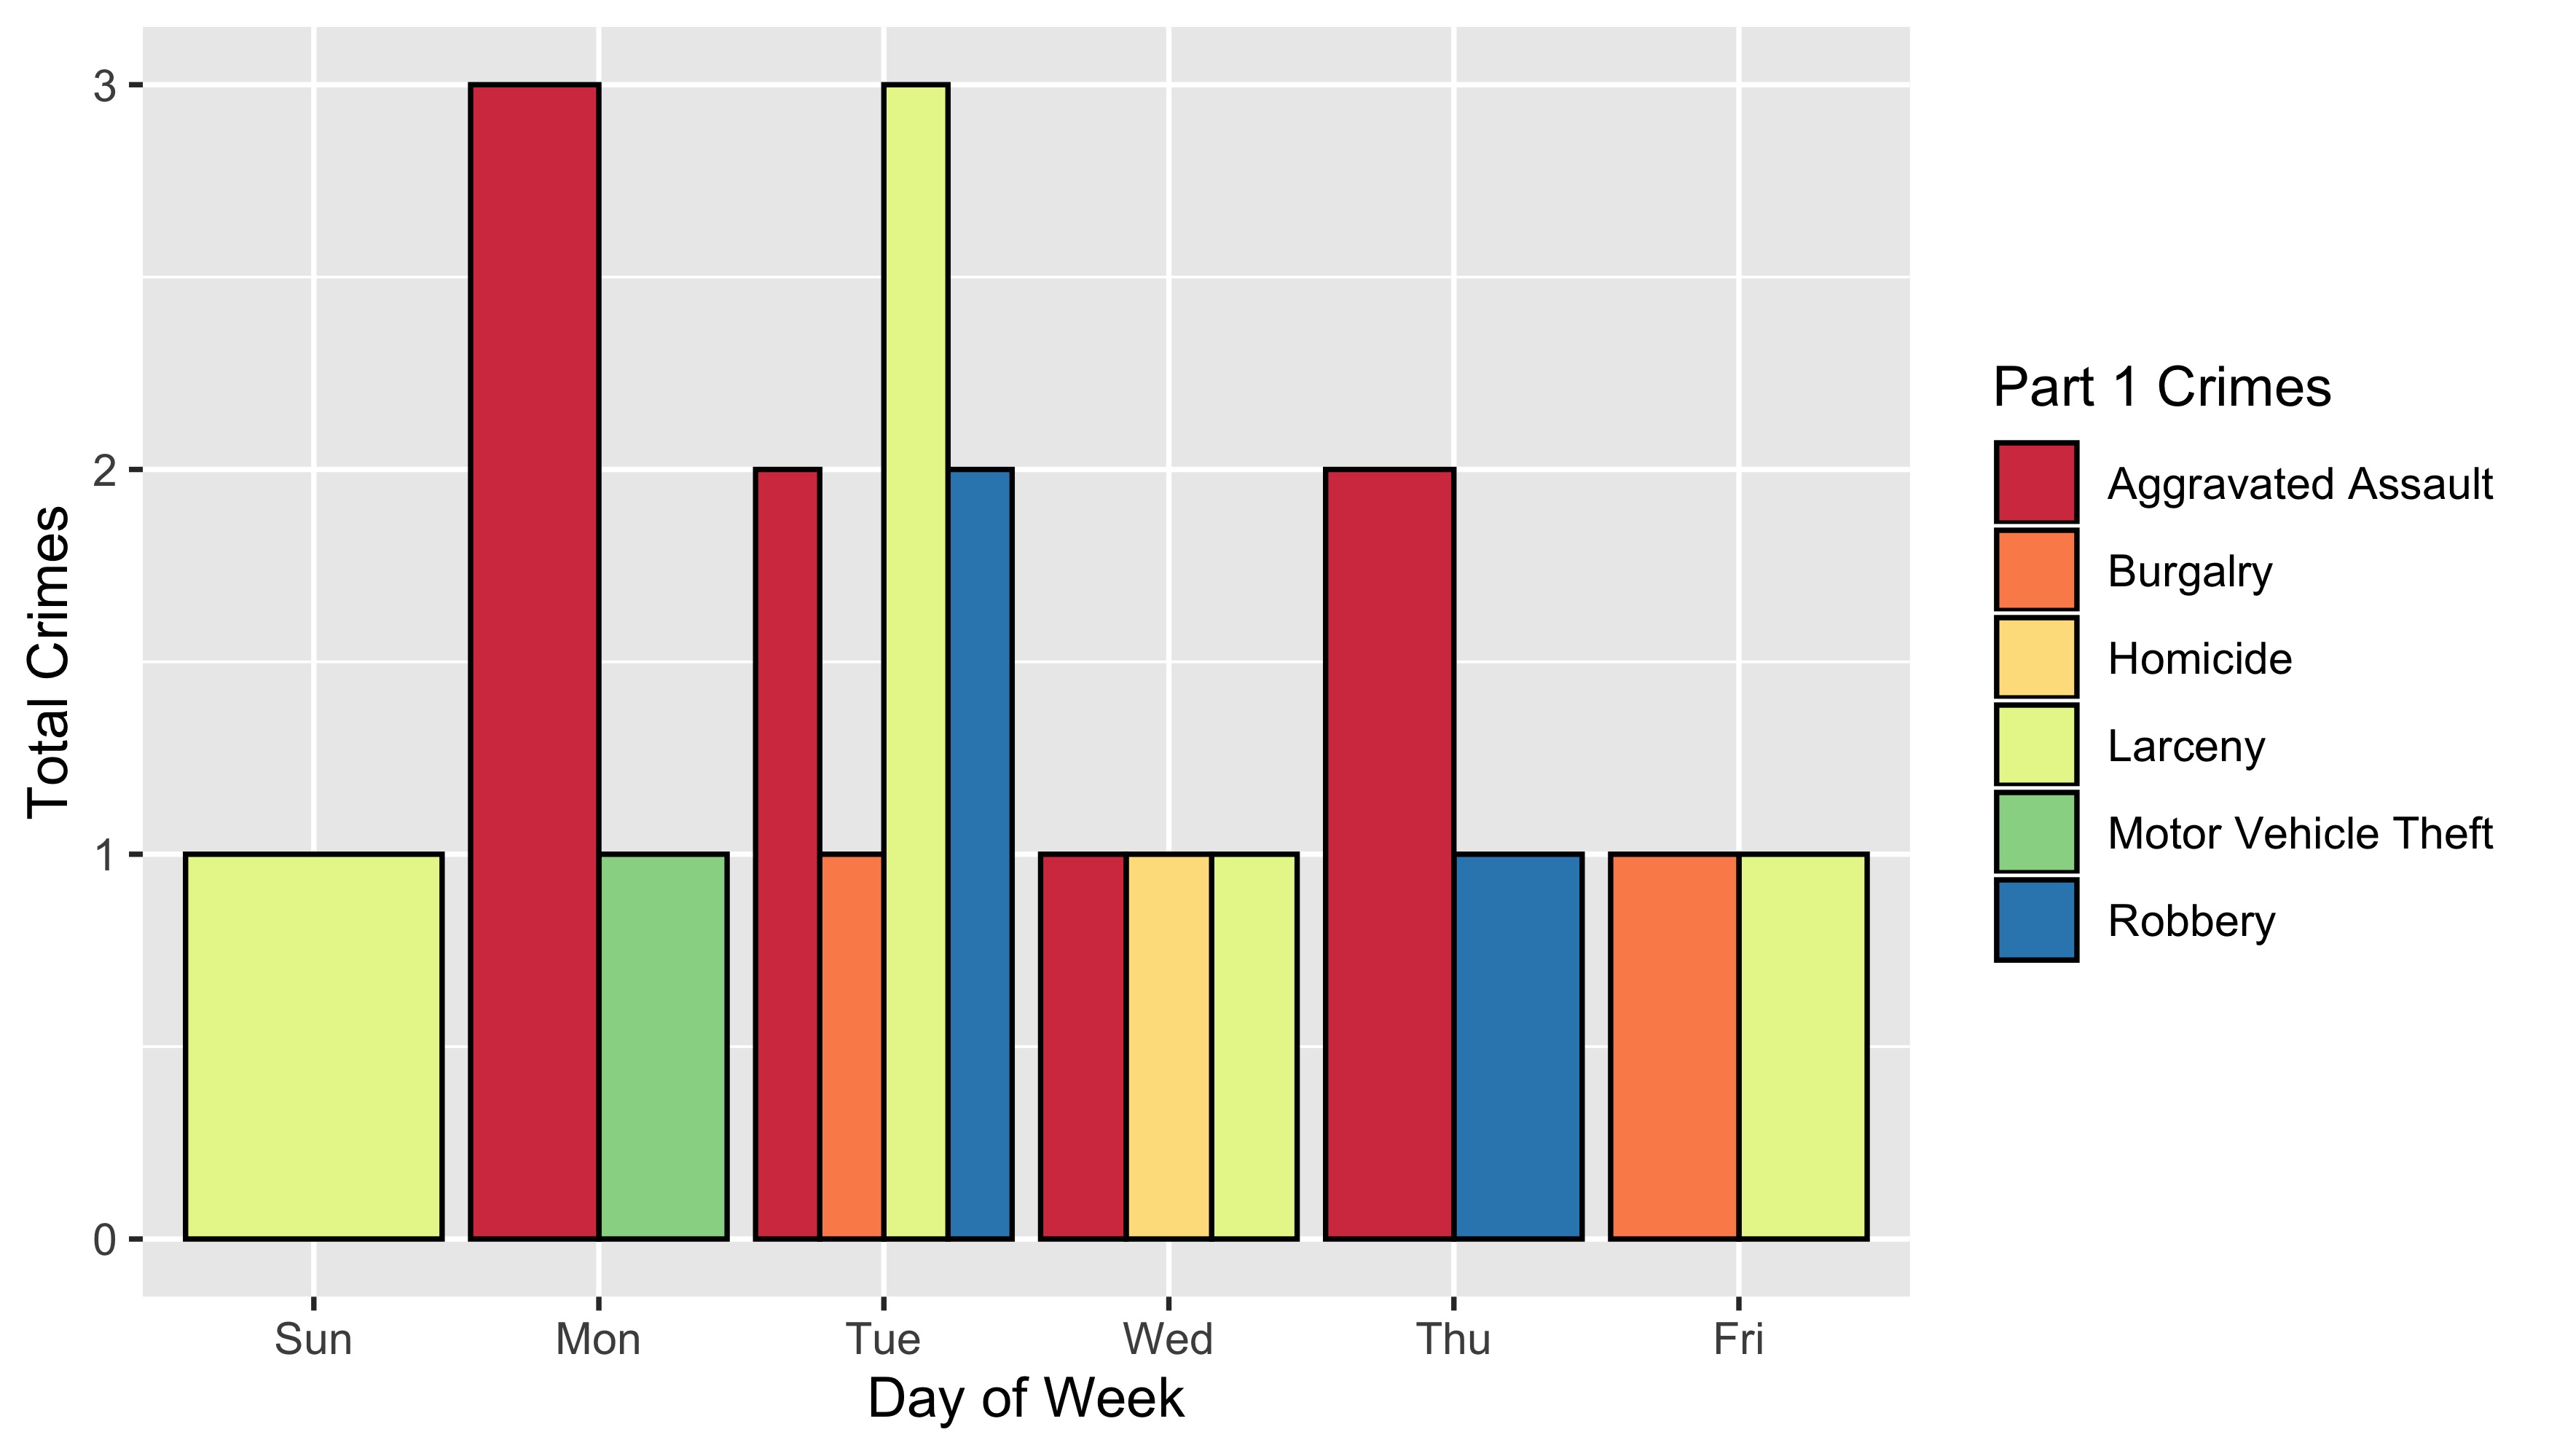 3
2
1
0
Total Crimes
Sun Mon Tue Wed Thu Fri
Day of Week
Part 1 Crimes
Aggravated Assault
Burgalry
Homicide
Larceny
Motor Vehicle Theft
Robbery